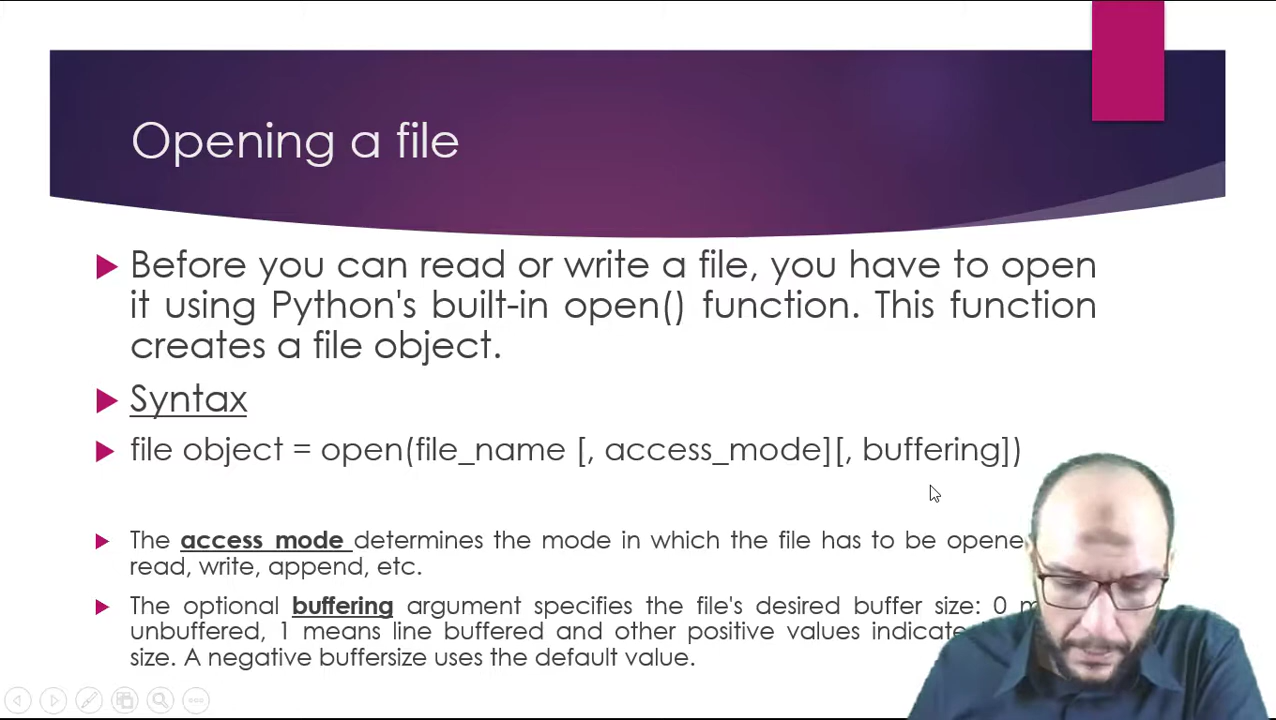 Opening a file
Before you can read or write a file, you have to open
it using Python's built-in open() function. This function
creates a file object.
Syntax
file object = open(file_name [, access_mode][, buffering])
The access mode determines the mode in which the file has to be
read, write, append, etc.
The optional buffering argument specifies the file's desired buffer size: 0
unbuffered, 1 means line buffered and other positive values indicate
size. A negative buffersize uses the default value.